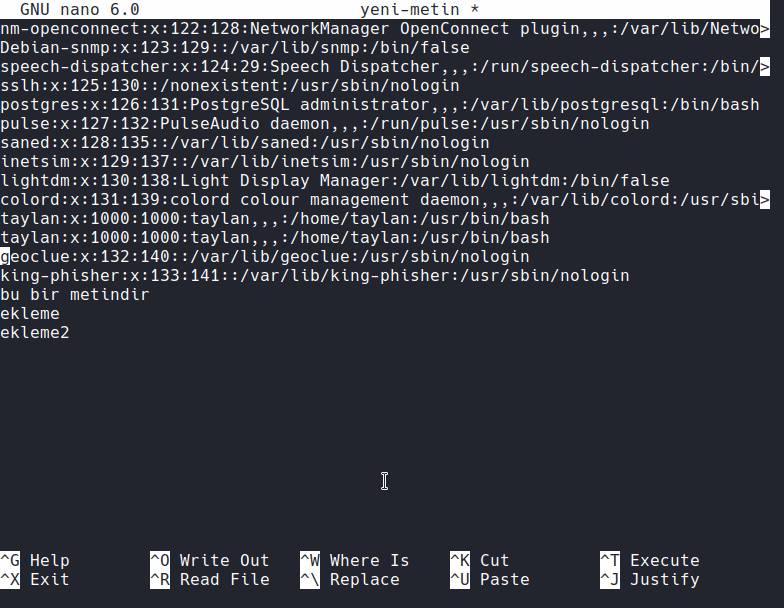 GNU nano 6.0 yeni-metin *
nm-openconnect:x:122:128:NetworkManager OpenConnect plugin,,,:/var/lib/Netwo>
Debian-snmp:x:123:129::/var/lib/snmp:/bin/false
speech-dispatcher:x:124:29:Speech Dispatcher,,,:/run/speech-dispatcher:/bin/>
sslh:x:125:130::/nonexistent:/usr/sbin/nologin
postgres:x:126:131:PostgreSQL administrator,,,:/var/lib/postgresql:/bin/bash
pulse:x:127:132:PulseAudio daemon,,,:/run/pulse:/usr/sbin/nologin
saned:x:128:135::/var/lib/saned:/usr/sbin/nologin
inetsim:x:129:137::/var/lib/inetsim:/usr/sbin/nologin
lightdm:x:130:138:Light Display Manager:/var/lib/lightdm:/bin/false
colord:x:131:139:colord colour management daemon,,,:/var/lib/colord:/usr/sbi>
taylan:x:1000:1000:taylan,,,:/home/taylan:/usr/bin/bash
taylan:x:1000:1000:taylan,,,:/home/taylan:/usr/bin/bash
geoclue:x:132:140::/var/lib/geoclue:/usr/sbin/nologin
king-phisher:x:133:141::/var/lib/king-phisher:/usr/sbin/nologin
bu bir metindir
ekleme
ekleme2
^G Help ^O Write Out ^W Where Is ^K Cut ^T Execute
^X Exit ^R Read File ^\ Replace ^U Paste ^J Justify